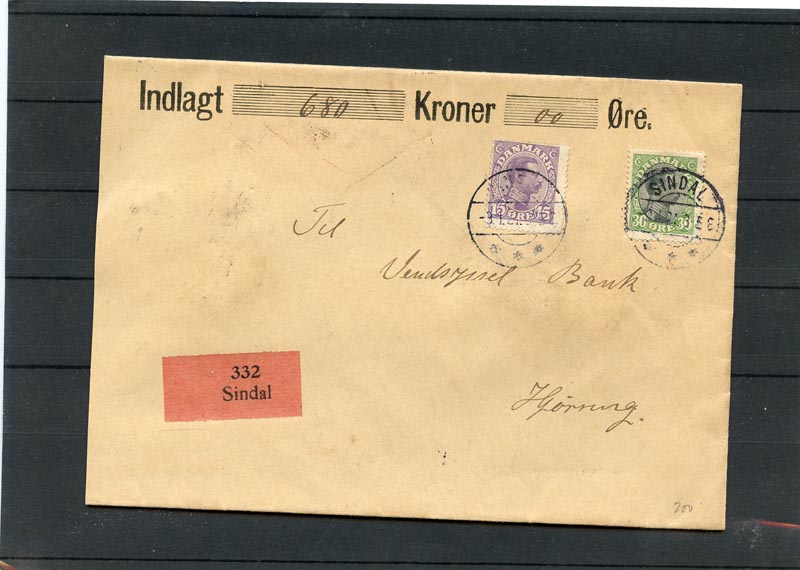 Indlagt 680 Kroner 00 Øre.
DANMARK
15 ØRE 15
DANMARK
30 ØRE 30
SINDAL
Til
Vendsyssel Bank
Hjørring.
332
Sindal
200